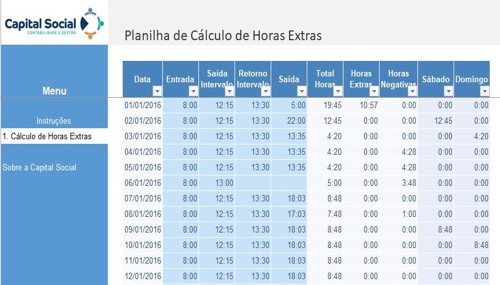 Capital Social
CONTABILIDADE E GESTÃO
Planilha de Cálculo de Horas Extras
Menu
Instruções
1. Cálculo de Horas Extras
Sobre a Capital Social
Data Entrada Saída Intervalo Retorno Intervalo Saída Total Horas Horas Extras Horas Negativas Sábado Domingo
01/01/2016 8:00 12:15 13:30 5:00 19:45 10:57 0:00 0:00 0:00
02/01/2016 8:00 12:15 13:30 22:00 12:45 0:00 0:00 12:45 0:00
03/01/2016 8:00 12:15 13:30 13:35 4:20 0:00 0:00 0:00 4:20
04/01/2016 8:00 12:15 13:30 13:35 4:20 0:00 4:28 0:00 0:00
05/01/2016 8:00 12:15 13:30 13:35 4:20 0:00 4:28 0:00 0:00
06/01/2016 8:00 13:00 5:00 0:00 3:48 0:00 0:00
07/01/2016 8:00 12:15 13:30 18:03 8:48 0:00 0:00 0:00 0:00
08/01/2016 8:00 12:15 13:30 17:03 7:48 0:00 1:00 0:00 0:00
09/01/2016 8:00 12:15 13:30 18:03 8:48 0:00 0:00 8:48 0:00
10/01/2016 8:00 12:15 13:30 18:03 8:48 0:00 0:00 0:00 8:48
11/01/2016 8:00 12:15 13:30 18:03 8:48 0:00 0:00 0:00 0:00
12/01/2016 8:00 12:15 13:30 18:03 8:48 0:00 0:00 0:00 0:00